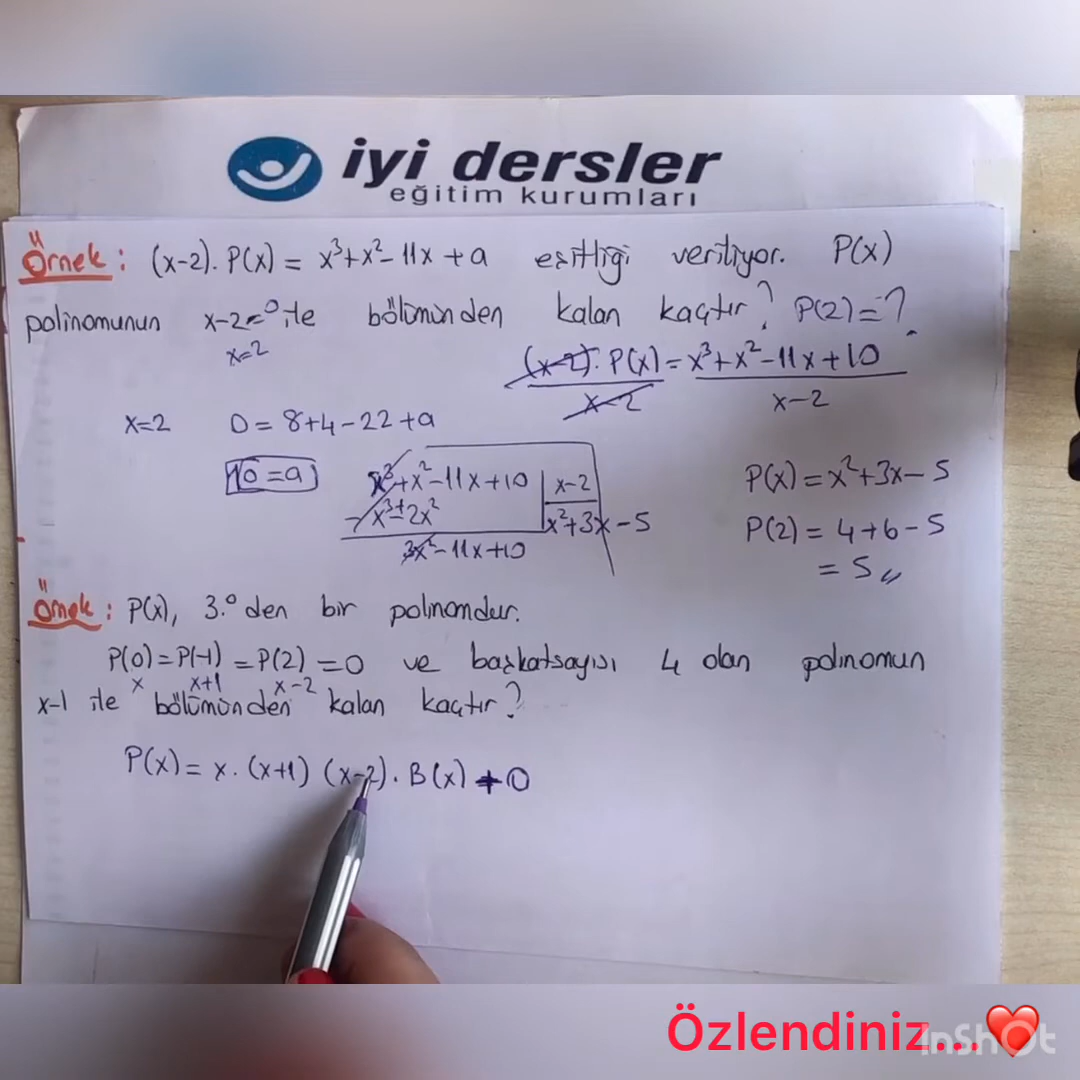 iyi dersler
eğitim kurumları
Örnek: (x-2). P(x) = x³+x²-11x+a eşitliği veriliyor. P(x)
polinomunun x-2=0 ile bölümünden kalan kaçtır? P(2)=?
x=2
(x-2). P(x) = x³+x²-11x+10
x-2 x-2
x=2 0 = 8+4-22+a
10 = a
x³+x²-11x+10 x-2
-x³+2x² x²+3x-5
3x²-11x+10
P(x) = x²+3x-5
P(2) = 4+6-5
= 5
Örnek: P(x), 3.° den bir polinomdur.
P(0)=P(-1)=P(2)=0 ve başkatsayısı 4 olan polinomun
x x+1 x-2
x-1 ile bölümünden kalan kaçtır?
P(x) = x. (x+1) (x-2). B(x) + 0
Özlendiniz...❤️
InShOt